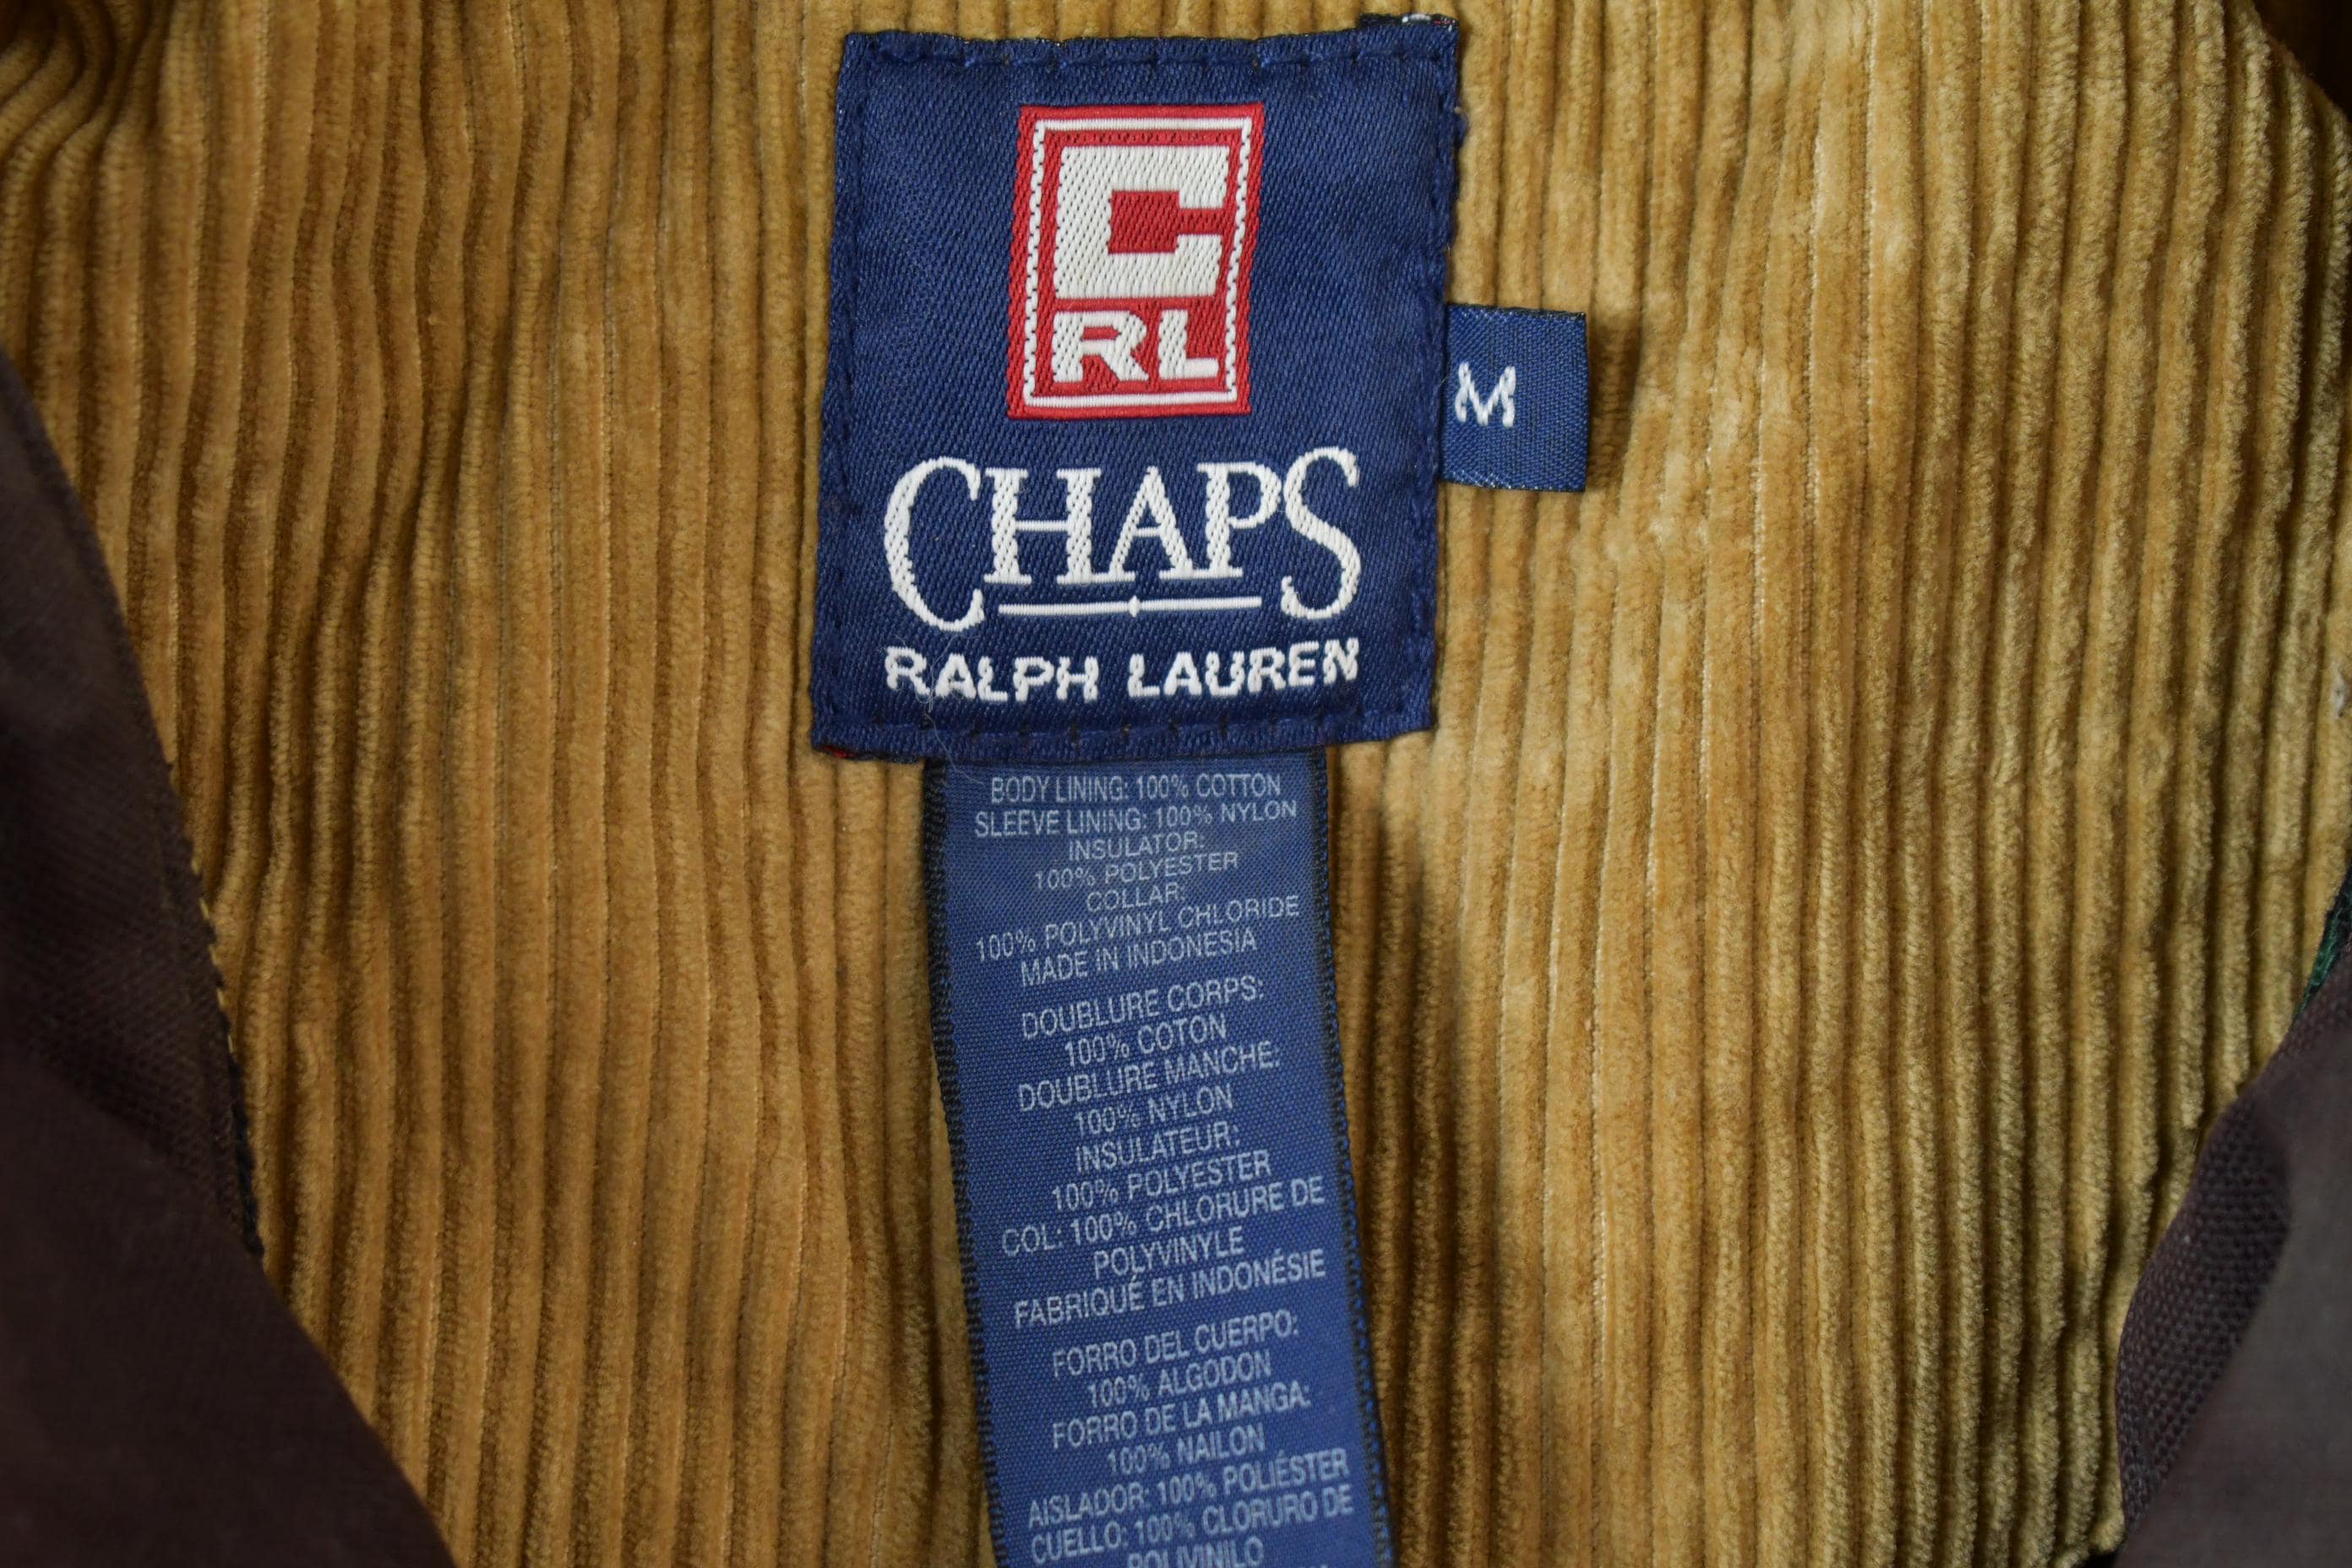 C
RL
CHAPS
RALPH LAUREN
M
BODY LINING: 100% COTTON
SLEEVE LINING: 100% NYLON
INSULATOR:
100% POLYESTER
COLLAR:
100% POLYVINYL CHLORIDE
MADE IN INDONESIA
DOUBLURE CORPS:
100% COTON
DOUBLURE MANCHE:
100% NYLON
INSULATEUR:
100% POLYESTER
COL: 100% CHLORURE DE
POLYVINYLE
FABRIQUÉ EN INDONÉSIE
FORRO DEL CUERPO:
100% ALGODON
FORRO DE LA MANGA:
100% NAILON
AISLADOR: 100% POLIÉSTER
CUELLO: 100% CLORURO DE
POLIVINILO